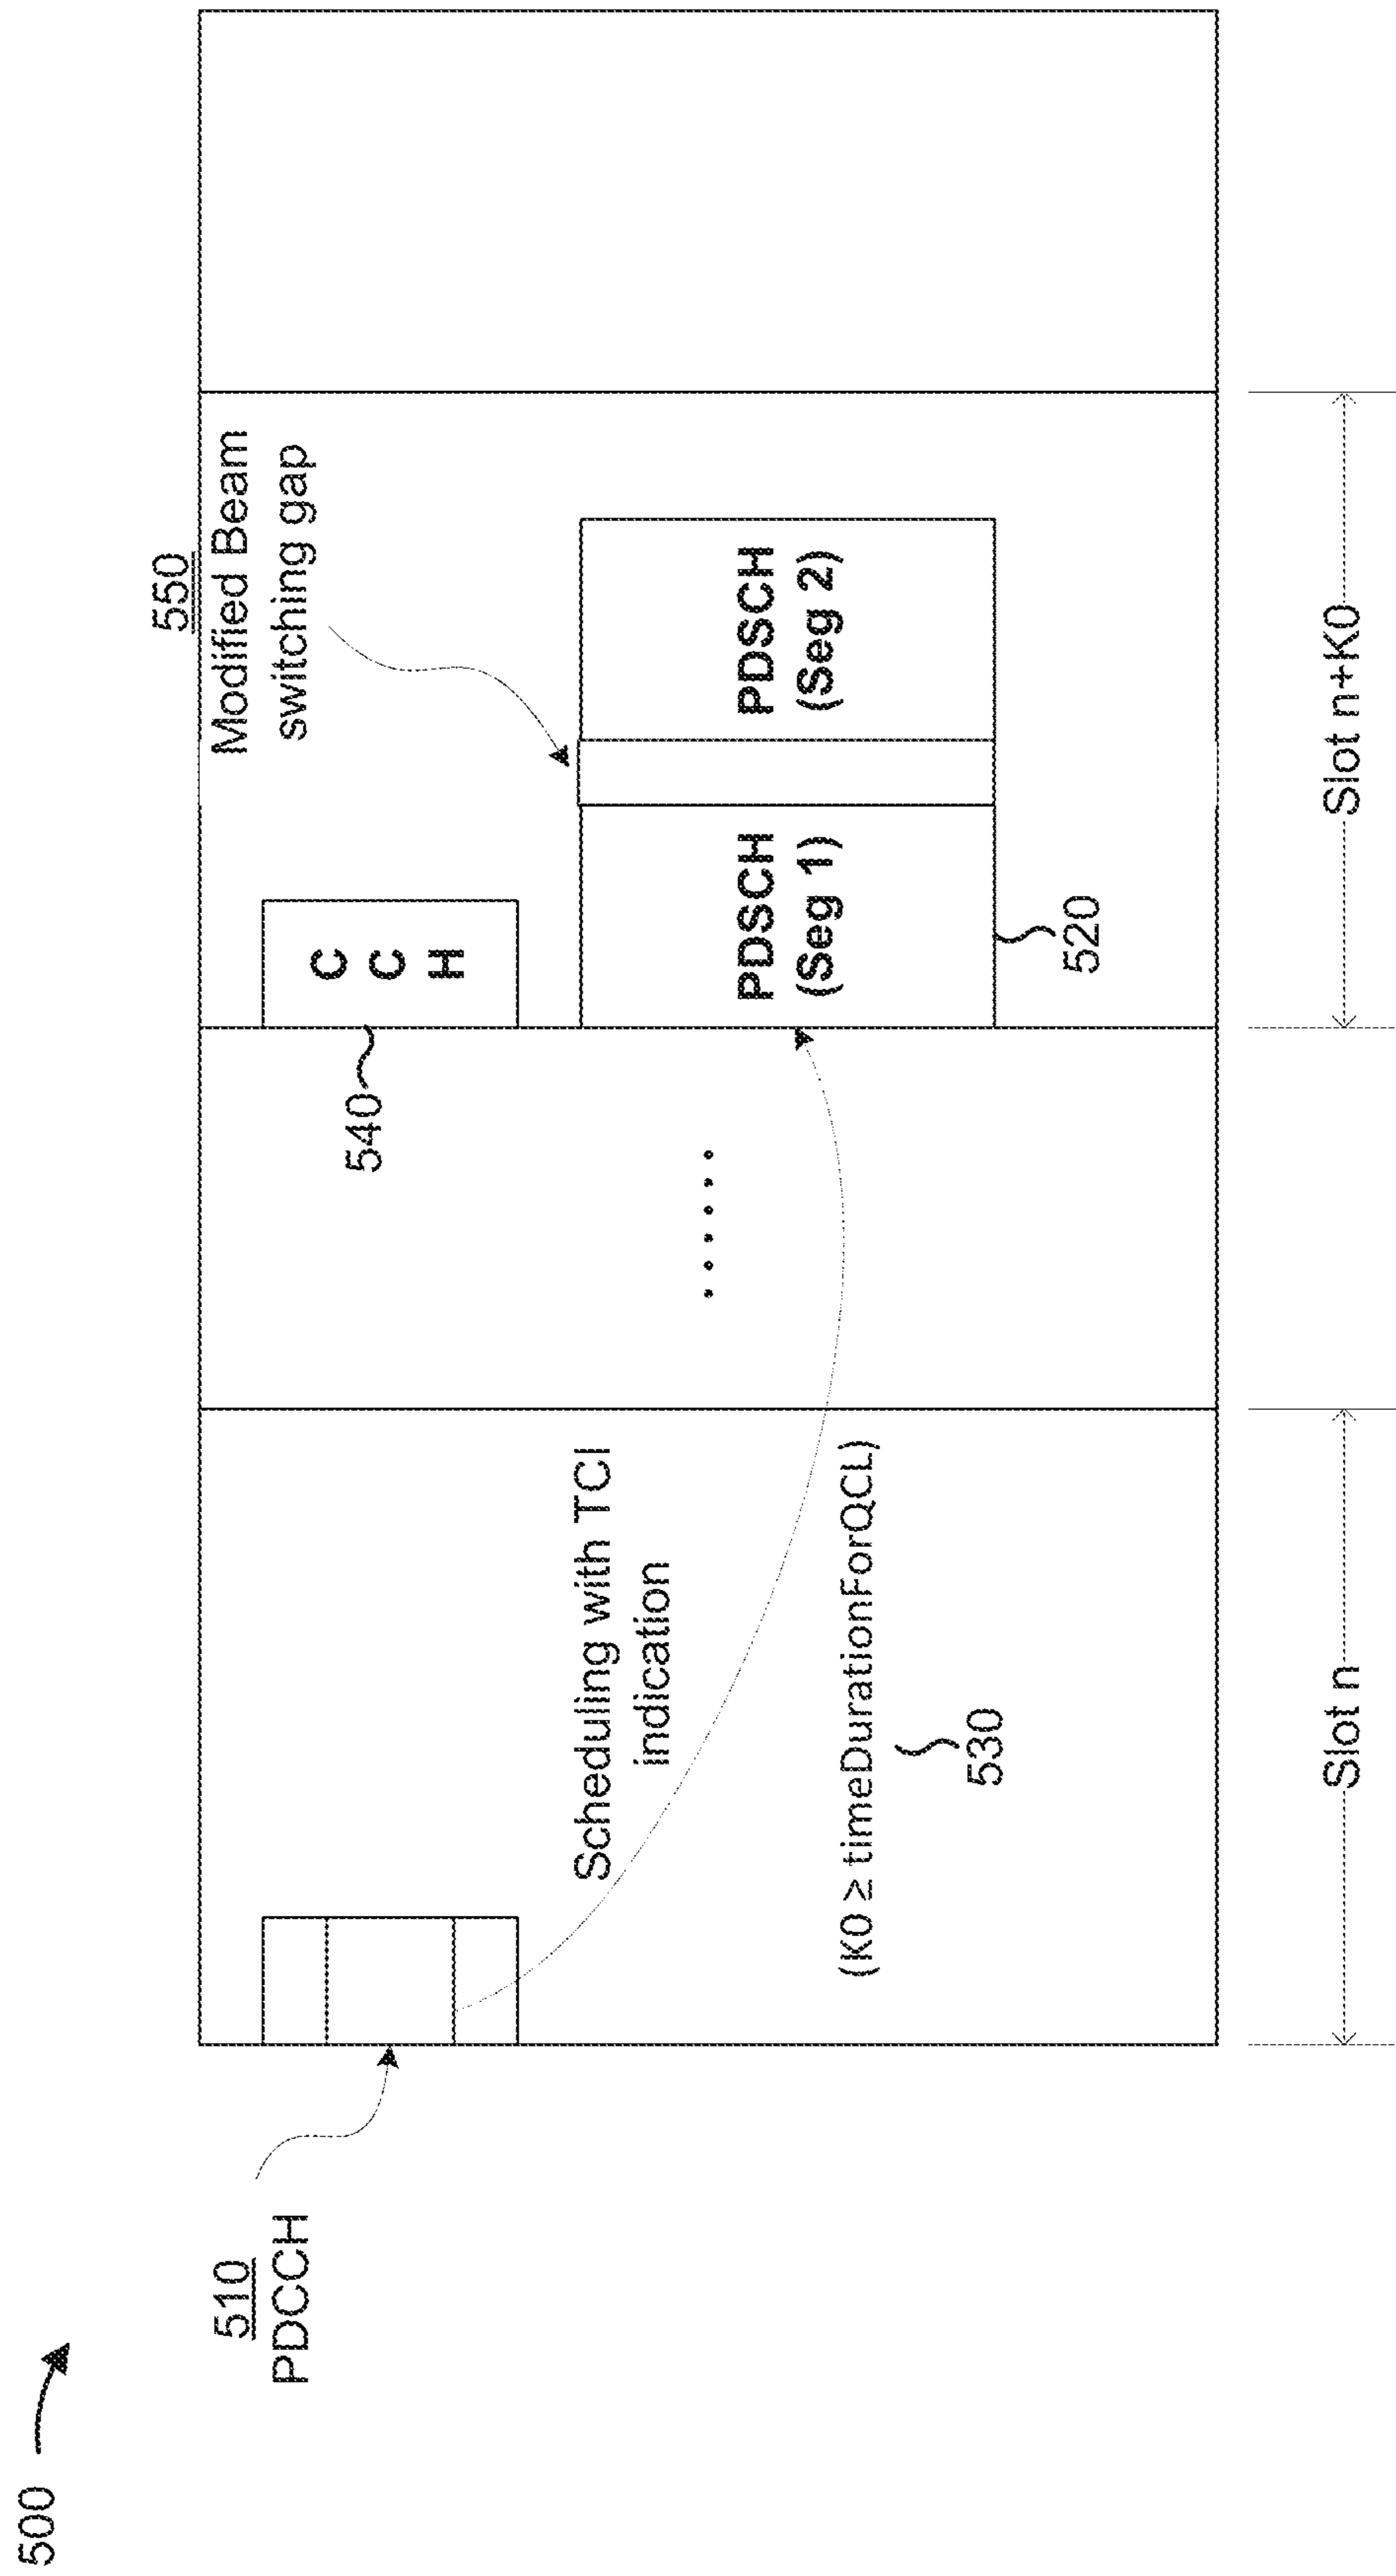 500
510
PDCCH
Scheduling with TCI
indication
(K0 ≥ timeDurationForQCL)
530
......
540
C
C
H
550
Modified Beam
switching gap
PDSCH
(Seg 1)
PDSCH
(Seg 2)
520
Slot n
Slot n+K0